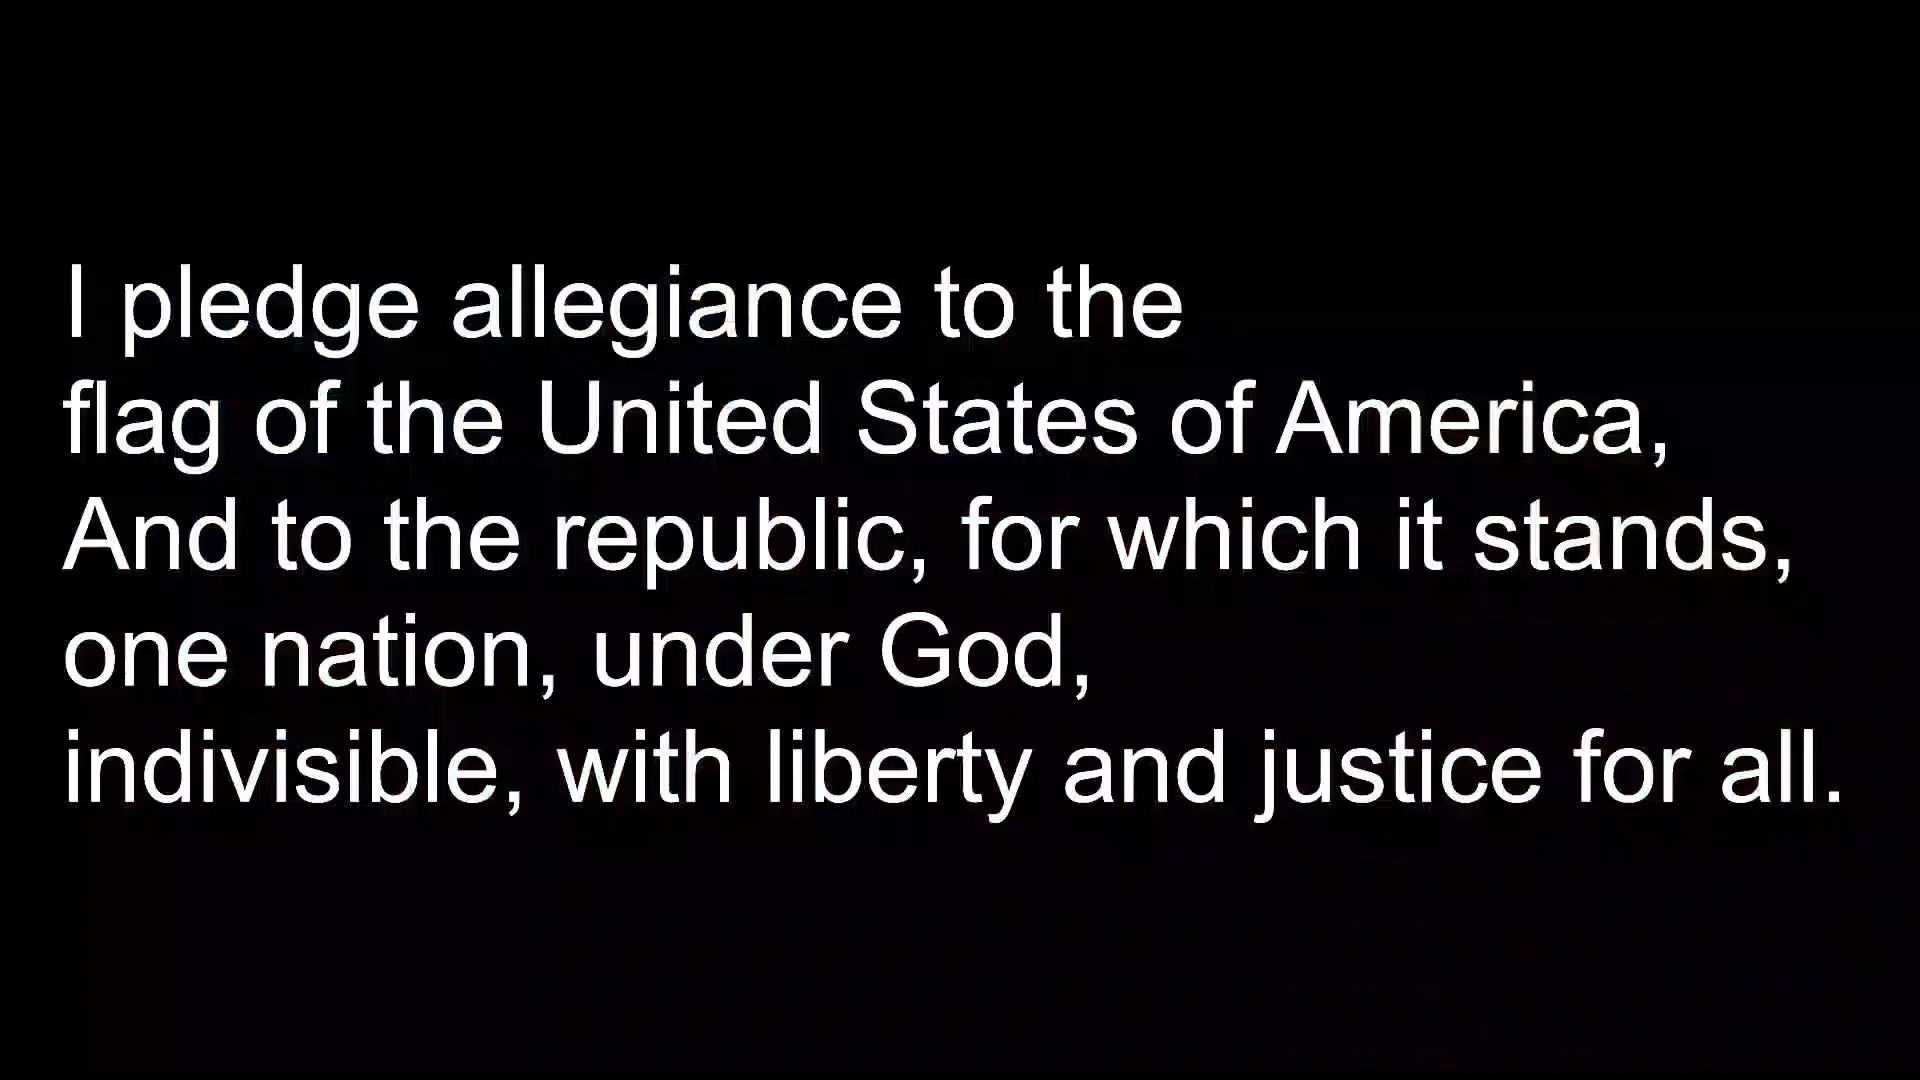 I pledge allegiance to the
flag of the United States of America,
And to the republic, for which it stands,
one nation, under God,
indivisible, with liberty and justice for all.